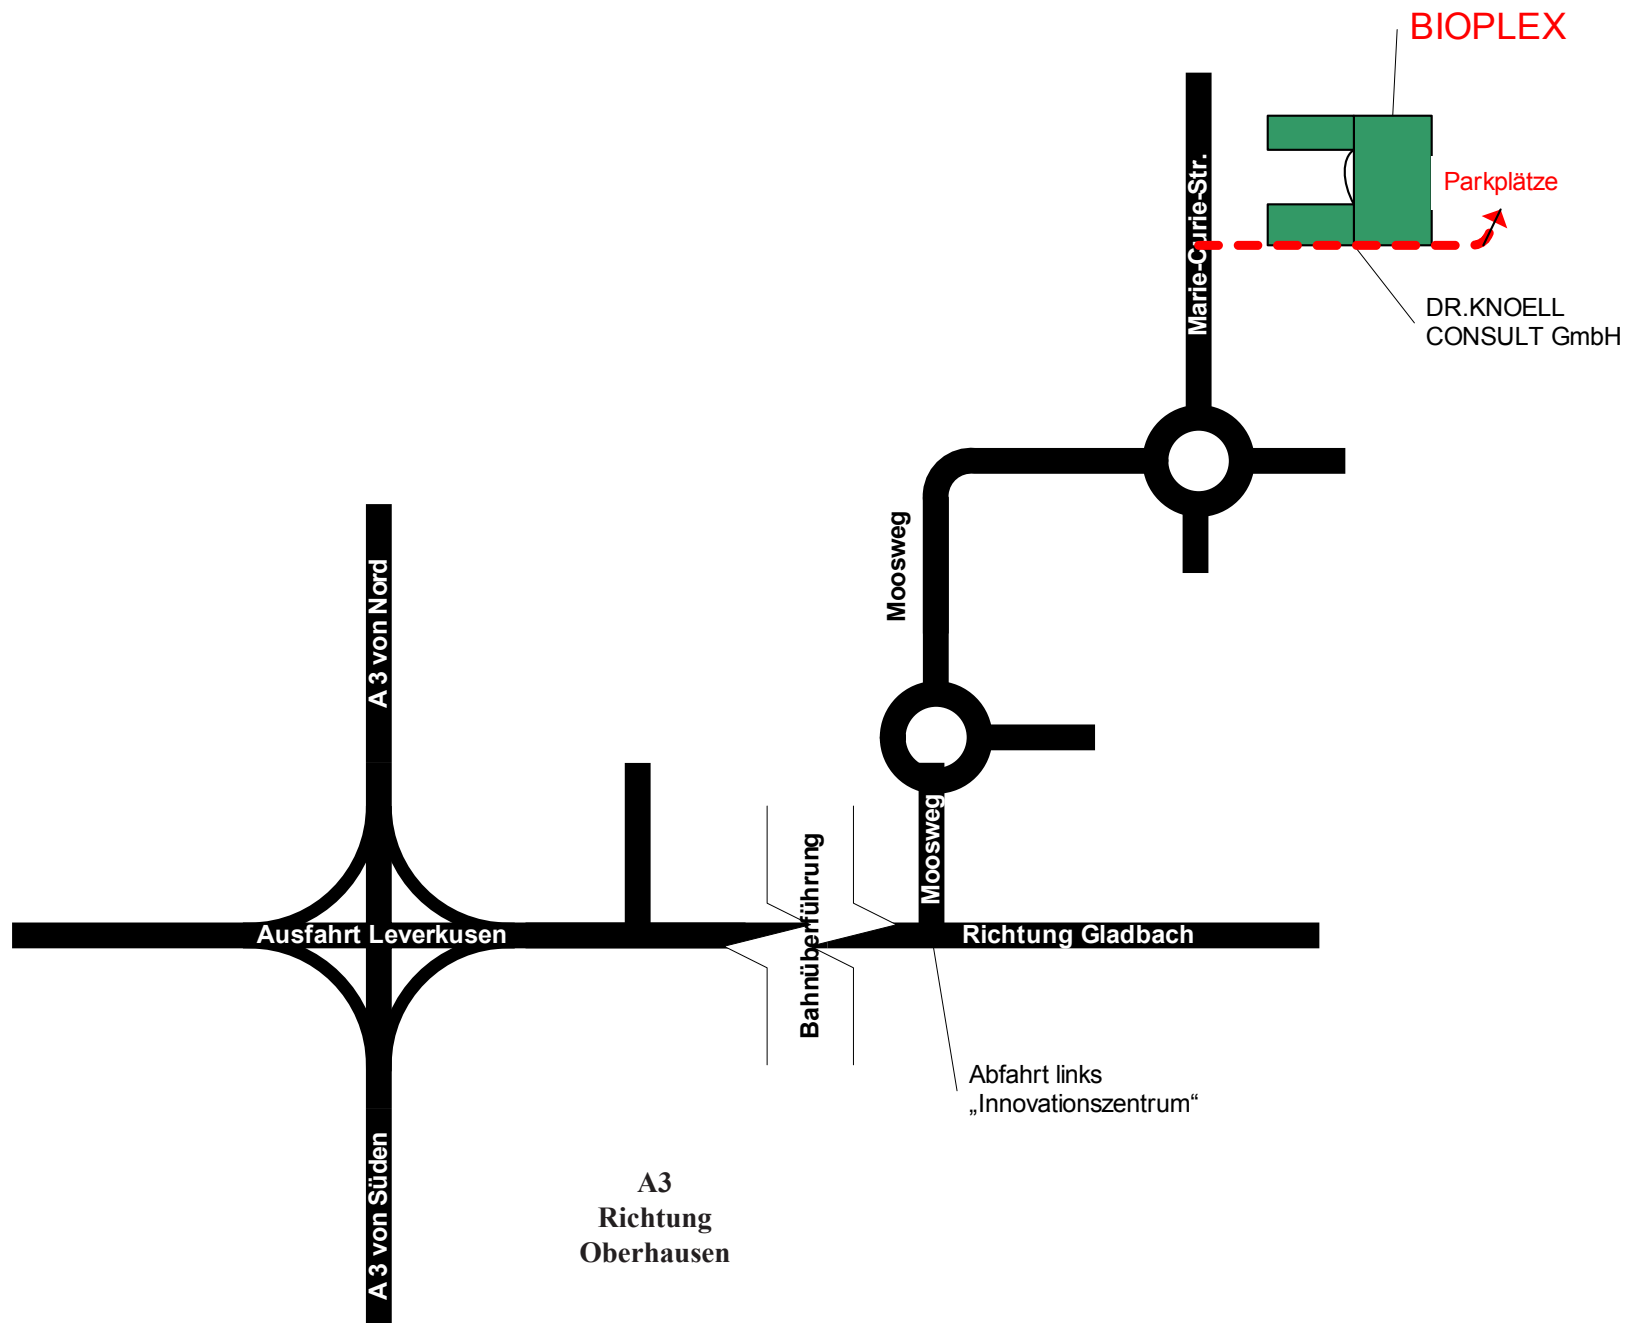 BIOPLEX
Marie-Curie-Str.
Parkplätze
DR.KNOELL
CONSULT GmbH
Moosweg
A 3 von Nord
Moosweg
Bahnüberführung
Ausfahrt Leverkusen
Richtung Gladbach
Abfahrt links
„Innovationszentrum“
A 3 von Süden
A3
Richtung
Oberhausen